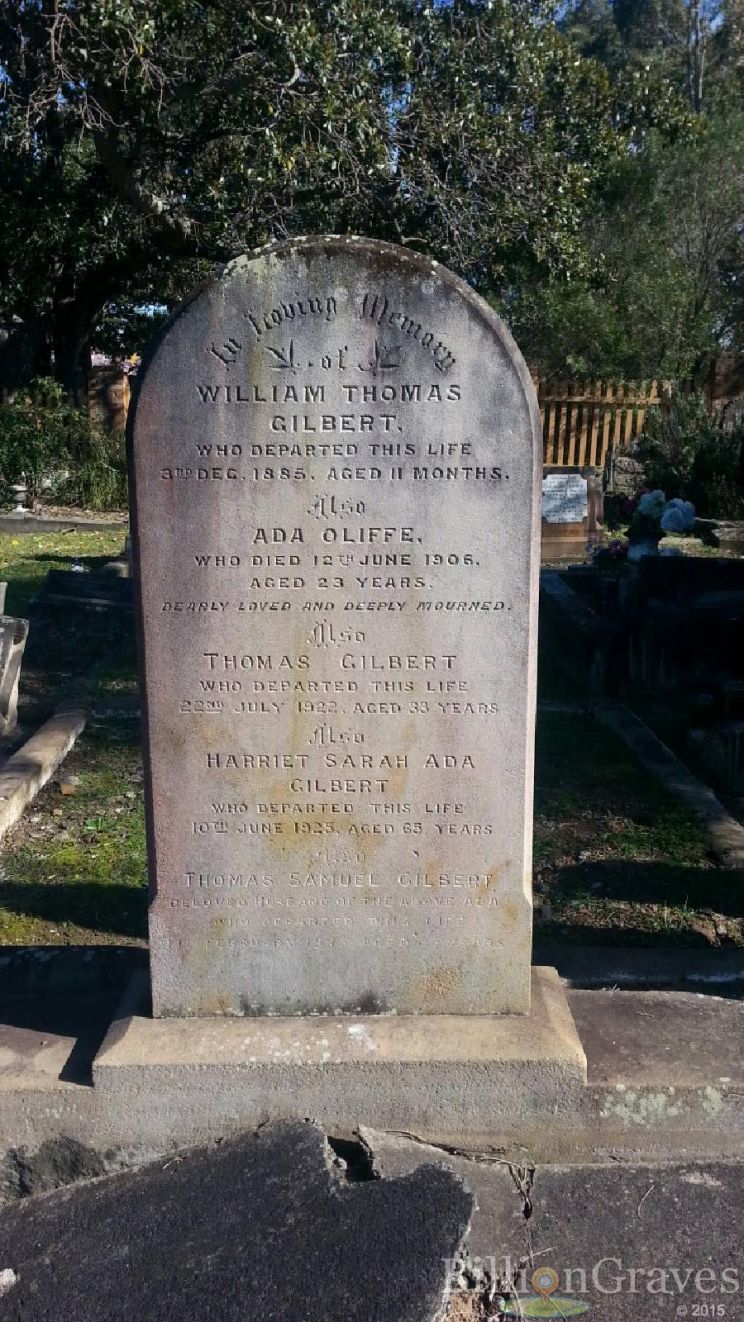 In Loving Memory
of
WILLIAM THOMAS
GILBERT,
WHO DEPARTED THIS LIFE
3RD DEC. 1885. AGED 11 MONTHS.
Also
ADA OLIFFE,
WHO DIED 12TH JUNE 1906.
AGED 23 YEARS.
DEARLY LOVED AND DEEPLY MOURNED.
Also
THOMAS GILBERT
WHO DEPARTED THIS LIFE
22ND JULY 1922. AGED 33 YEARS
Also
HARRIET SARAH ADA
GILBERT
WHO DEPARTED THIS LIFE
10TH JUNE 1925. AGED 65 YEARS
Also
THOMAS SAMUEL GILBERT
BELOVED HUSBAND OF THE ABOVE ADA
WHO DEPARTED THIS LIFE
FEBRUARY AGED YEARS
BillionGraves
© 2015